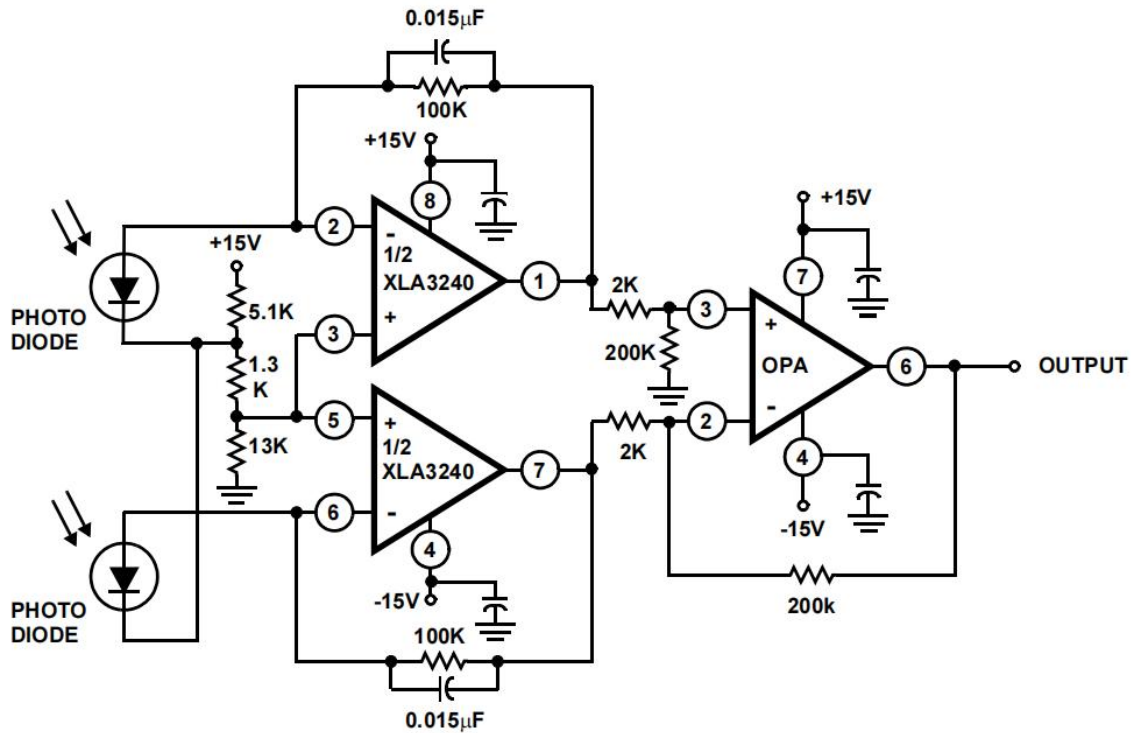 0.015μF
100K
+15V
8
2
-
1/2
XLA3240
+
3
1
+15V
5.1K
1.3
K
13K
PHOTO
DIODE
5
+
1/2
XLA3240
-
6
7
4
-15V
PHOTO
DIODE
100K
0.015μF
2K
200K
2K
3
+
OPA
-
2
+15V
7
6
OUTPUT
4
-15V
200k